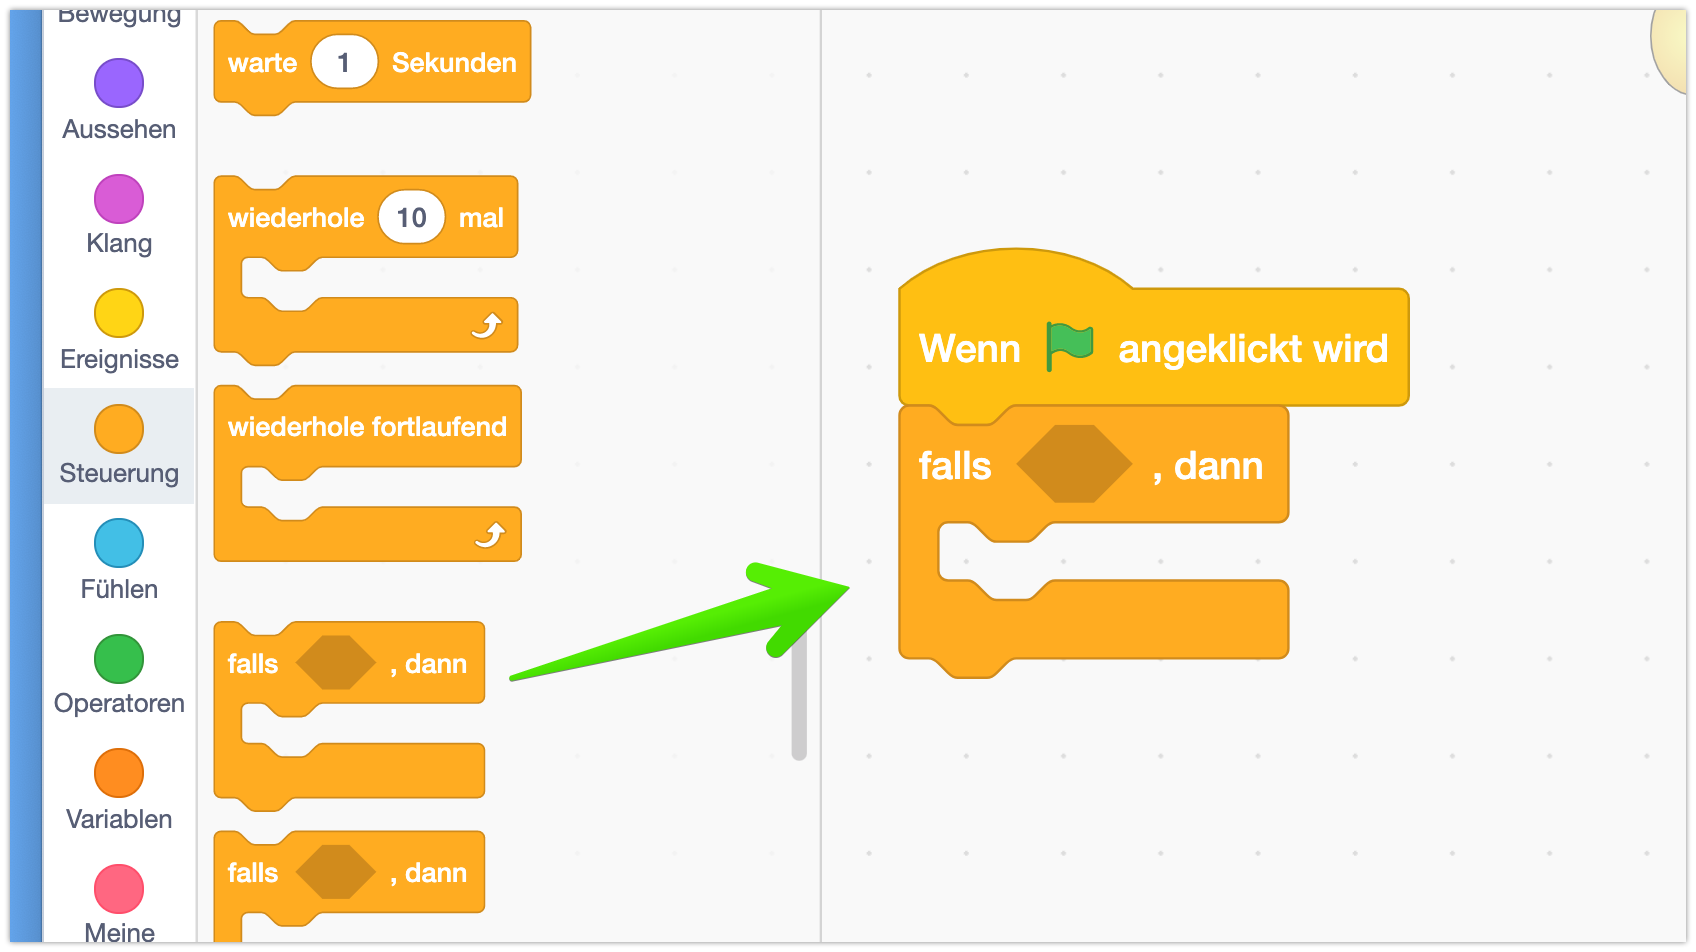 Bewegung
Aussehen
Klang
Ereignisse
Steuerung
Fühlen
Operatoren
Variablen
Meine
warte 1 Sekunden
wiederhole 10 mal
wiederhole fortlaufend
falls , dann
falls , dann
Wenn angeklickt wird
falls , dann